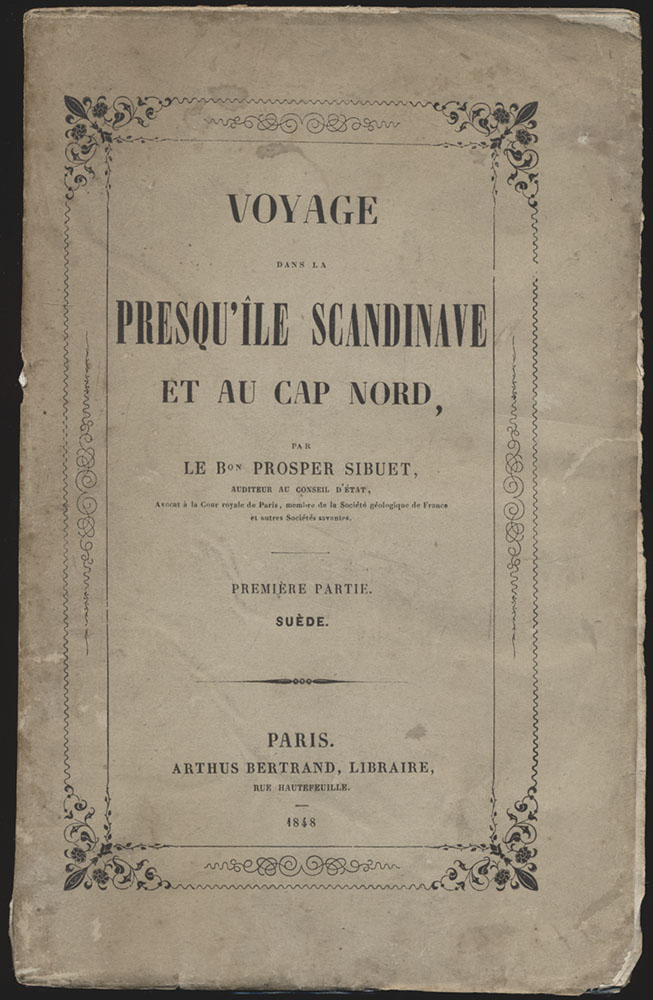 VOYAGE
DANS LA
PRESQU'ÎLE SCANDINAVE
ET AU CAP NORD,
PAR
LE Bᴼᴺ PROSPER SIBUET,
AUDITEUR AU CONSEIL D'ÉTAT,
Avocat à la Cour royale de Paris, membre de la Société géologique de France
et autres Sociétés savantes.
PREMIÈRE PARTIE.
SUÈDE.
PARIS.
ARTHUS BERTRAND, LIBRAIRE,
RUE HAUTEFEUILLE.
1848